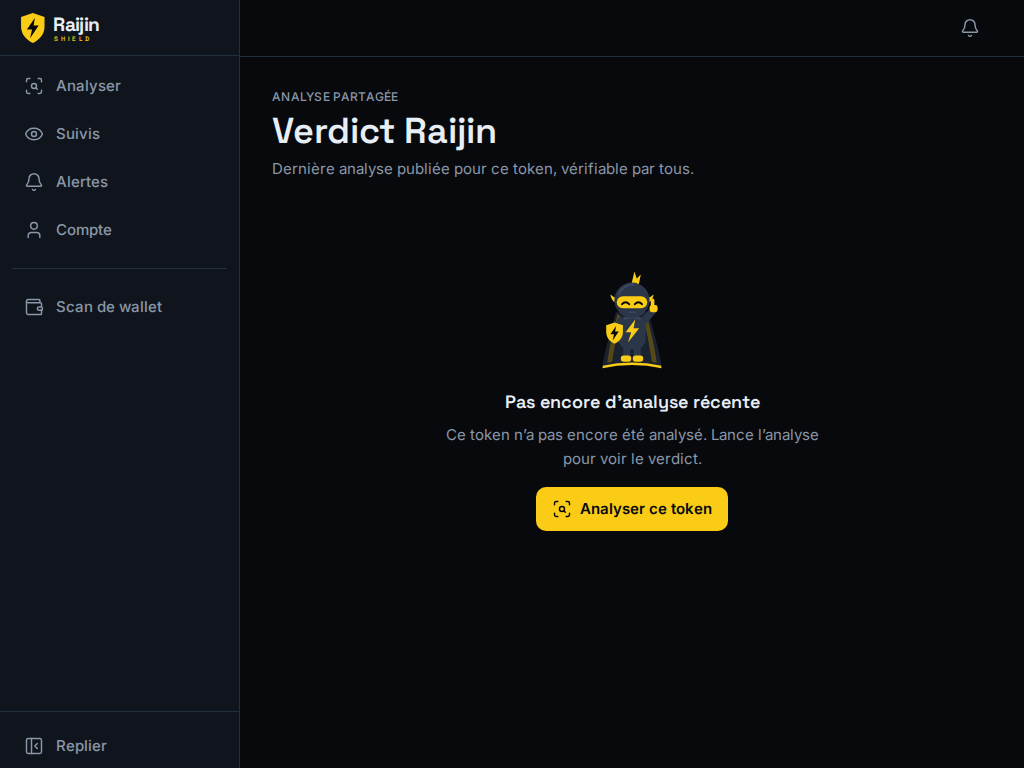 Raijin
SHIELD
Analyser
Suivis
Alertes
Compte
Scan de wallet
Replier
ANALYSE PARTAGÉE
Verdict Raijin
Dernière analyse publiée pour ce token, vérifiable par tous.
Pas encore d’analyse récente
Ce token n’a pas encore été analysé. Lance l’analyse
pour voir le verdict.
Analyser ce token